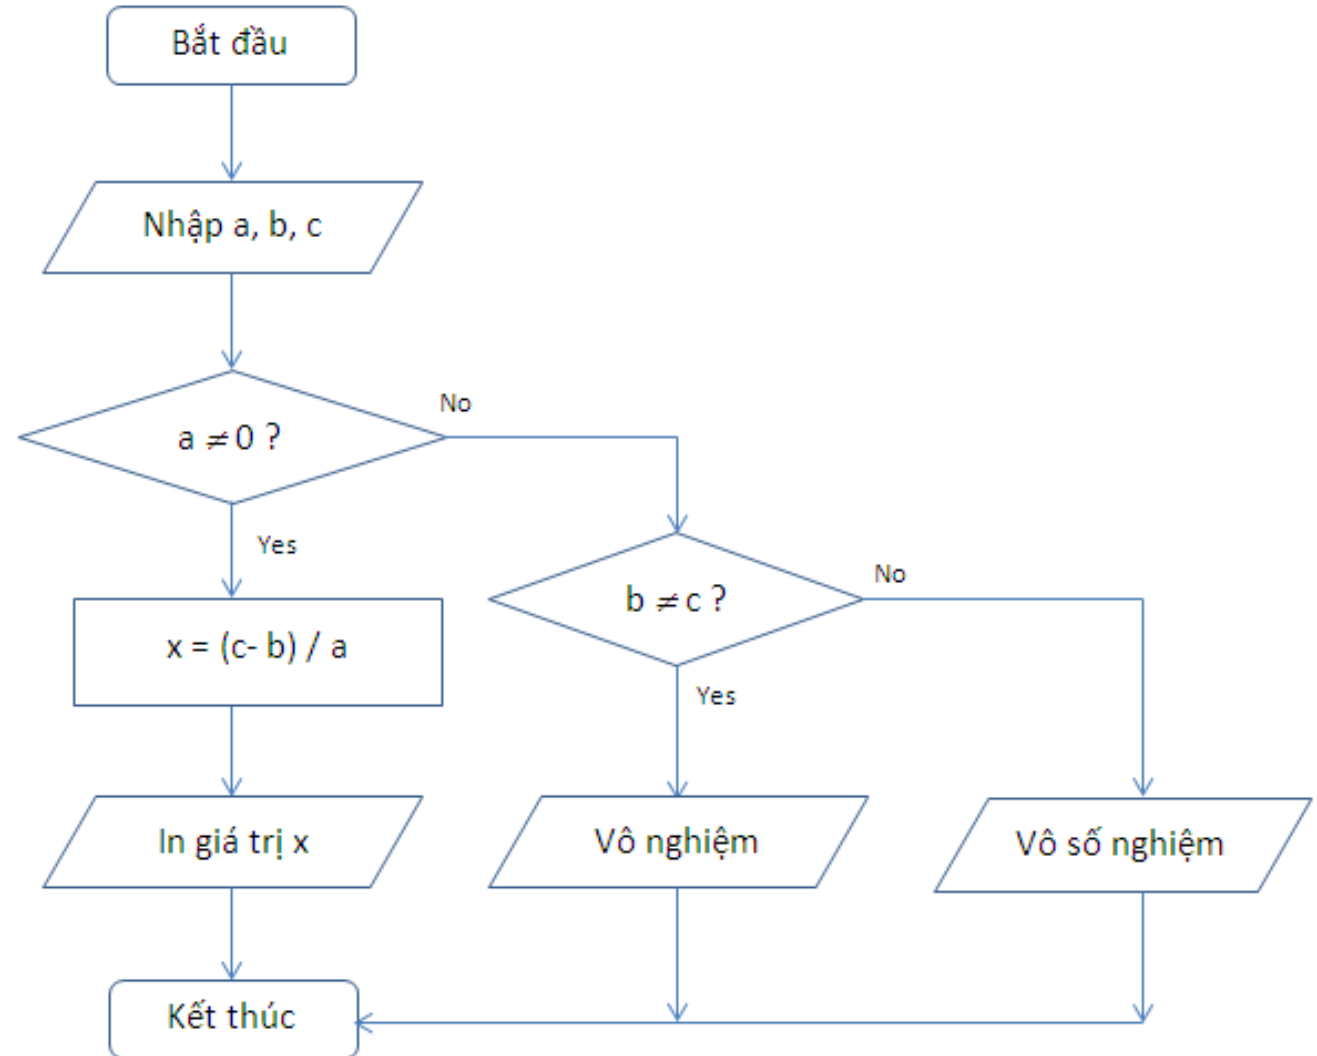 Bắt đầu
Nhập a, b, c
No
a ≠ 0 ?
Yes
No
b ≠ c ?
x = (c- b) / a
Yes
In giá trị x
Vô nghiệm
Vô số nghiệm
Kết thúc